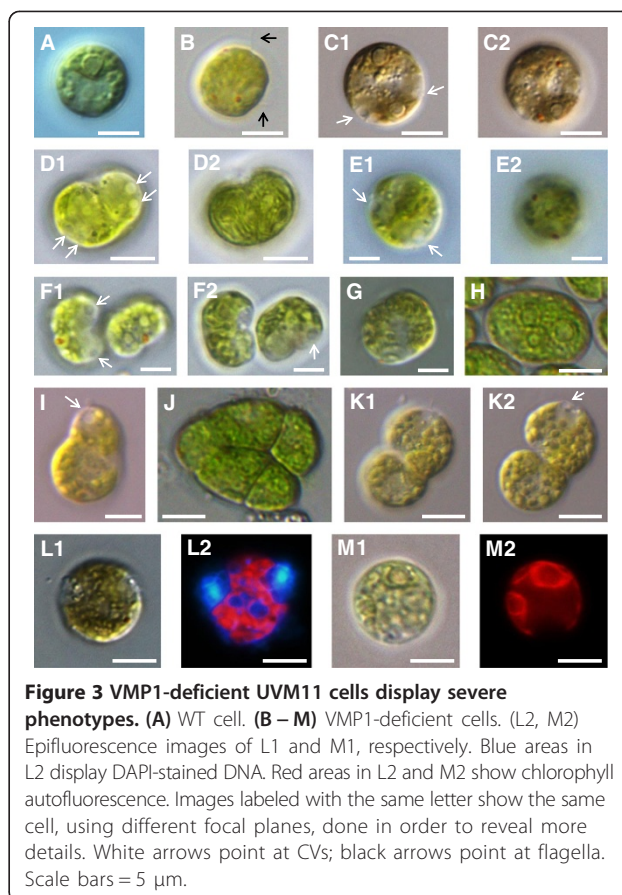 A B C1 C2
D1 D2 E1 E2
F1 F2 G H
I J K1 K2
L1 L2 M1 M2
Figure 3 VMP1-deficient UVM11 cells display severe
phenotypes. (A) WT cell. (B – M) VMP1-deficient cells. (L2, M2)
Epifluorescence images of L1 and M1, respectively. Blue areas in
L2 display DAPI-stained DNA. Red areas in L2 and M2 show chlorophyll
autofluorescence. Images labeled with the same letter show the same
cell, using different focal planes, done in order to reveal more
details. White arrows point at CVs; black arrows point at flagella.
Scale bars = 5 μm.